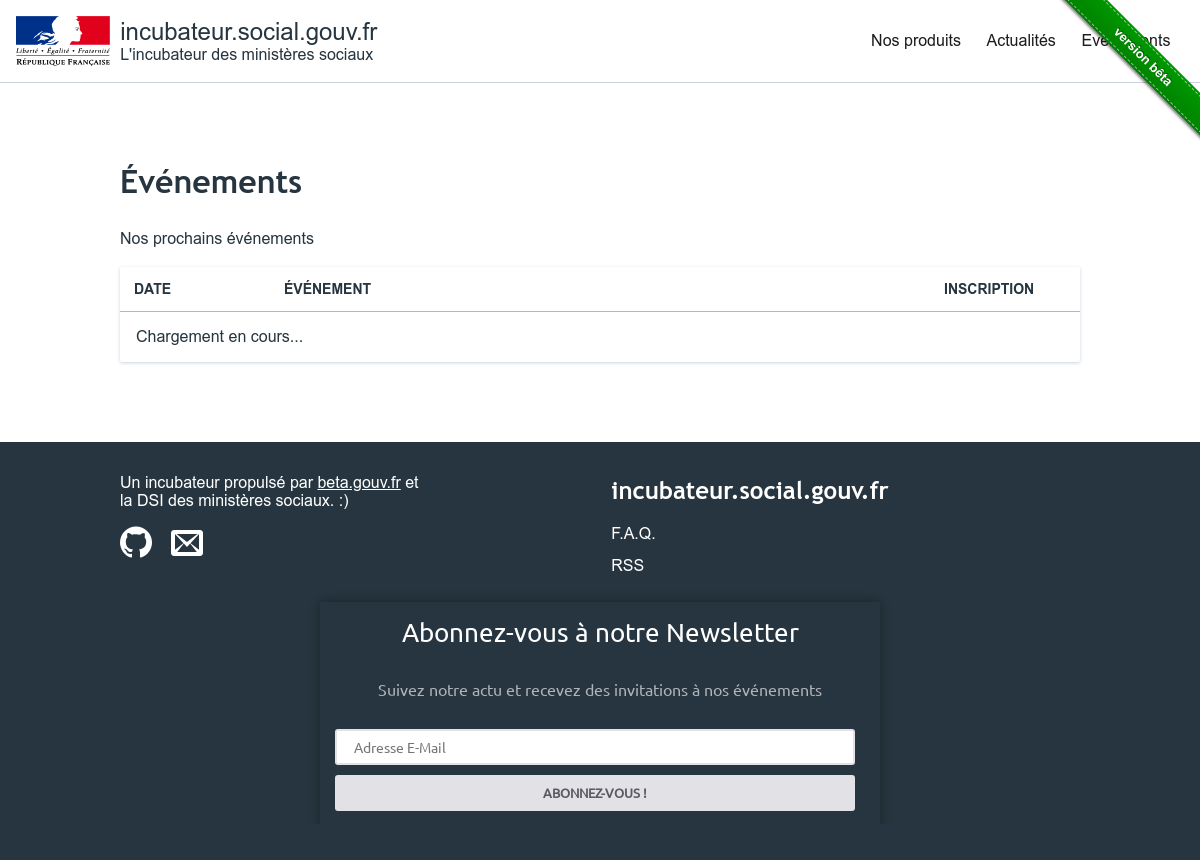 Liberté • Égalité • Fraternité
RÉPUBLIQUE FRANÇAISE
incubateur.social.gouv.fr
L'incubateur des ministères sociaux
Nos produits Actualités
version bêta
Événements
Nos prochains événements
DATE ÉVÉNEMENT INSCRIPTION
Chargement en cours...
Un incubateur propulsé par beta.gouv.fr et
la DSI des ministères sociaux. :)
incubateur.social.gouv.fr
F.A.Q.
RSS
Abonnez-vous à notre Newsletter
Suivez notre actu et recevez des invitations à nos événements
Adresse E-Mail
ABONNEZ-VOUS !